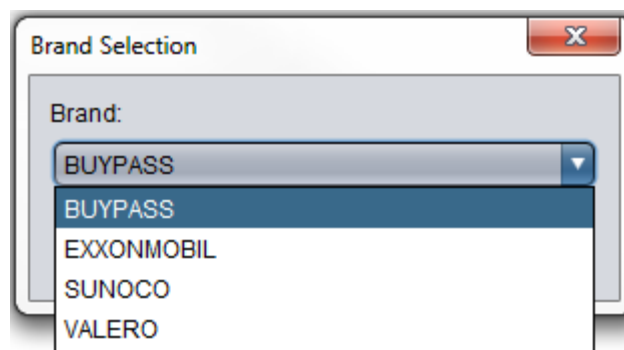 Brand Selection
Brand:
BUYPASS
BUYPASS
EXXONMOBIL
SUNOCO
VALERO